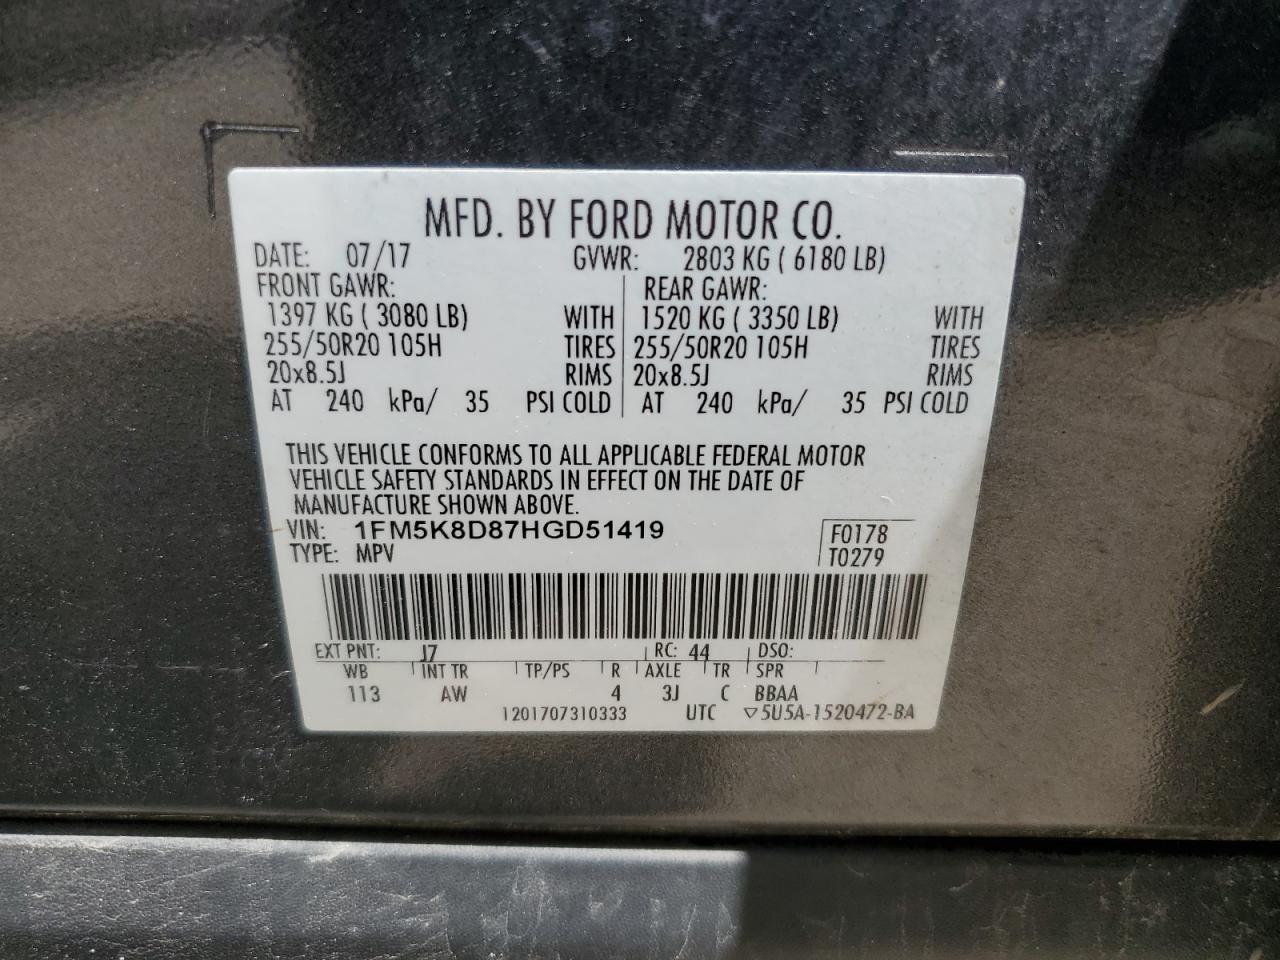 MFD. BY FORD MOTOR CO.
DATE: 07/17 GVWR: 2803 KG ( 6180 LB)
FRONT GAWR: REAR GAWR:
1397 KG ( 3080 LB) WITH 1520 KG ( 3350 LB) WITH
255/50R20 105H TIRES 255/50R20 105H TIRES
20x8.5J RIMS 20x8.5J RIMS
AT 240 kPa/ 35 PSI COLD AT 240 kPa/ 35 PSI COLD
THIS VEHICLE CONFORMS TO ALL APPLICABLE FEDERAL MOTOR
VEHICLE SAFETY STANDARDS IN EFFECT ON THE DATE OF
MANUFACTURE SHOWN ABOVE.
VIN: 1FM5K8D87HGD51419 F0178
TYPE: MPV T0279
EXT PNT: J7 RC: 44 DSO:
WB INT TR TP/PS R AXLE TR SPR
113 AW 4 3J C BBAA
1201707310333 UTC ▽5U5A-1520472-BA